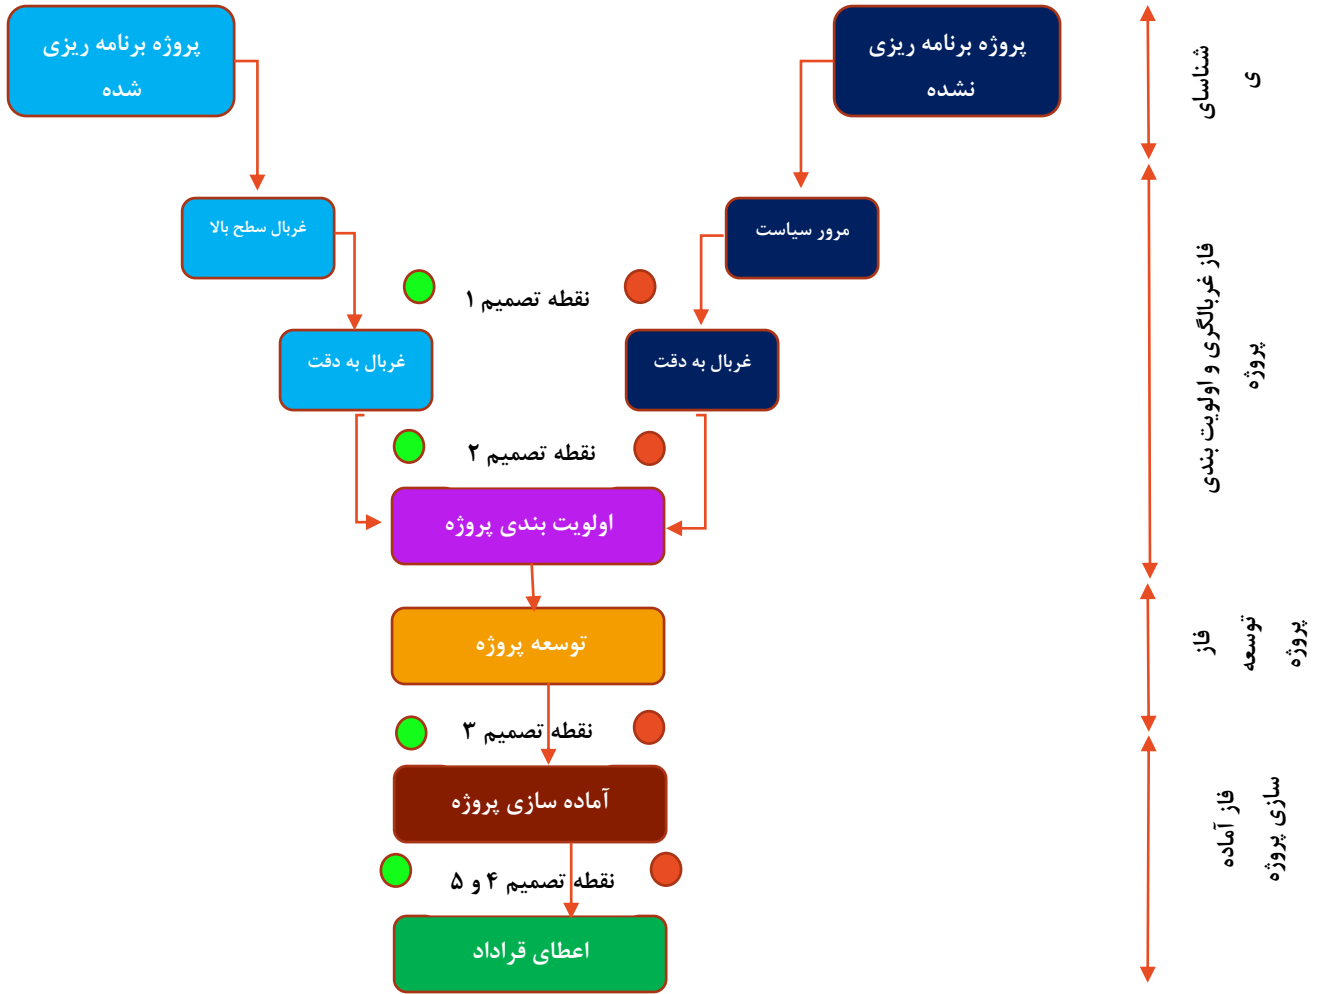 پروژه برنامه ریزی
نشده
پروژه برنامه ریزی
شده
شناسای
ی
مرور سیاست
غربال سطح بالا
نقطه تصمیم ۱
غربال به دقت
غربال به دقت
فاز غربالگری و اولویت بندی
پروژه
نقطه تصمیم ۲
اولویت بندی پروژه
توسعه پروژه
فاز
توسعه
پروژه
نقطه تصمیم ۳
آماده سازی پروژه
فاز آماده
سازی پروژه
نقطه تصمیم ۴ و ۵
اعطای قراداد